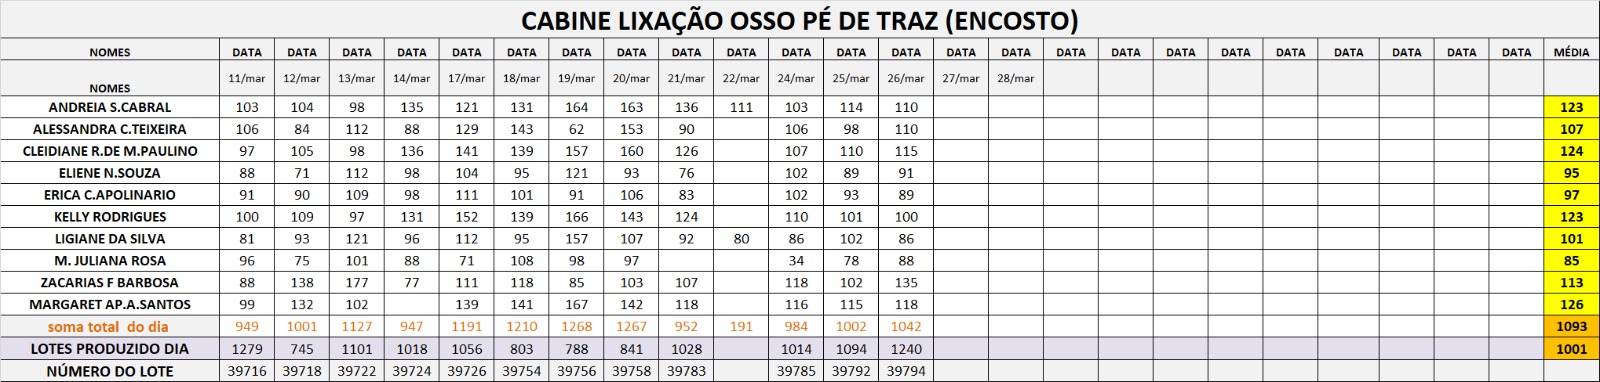 CABINE LIXAÇÃO OSSO PÉ DE TRAZ (ENCOSTO)
NOMES DATA DATA DATA DATA DATA DATA DATA DATA DATA DATA DATA DATA DATA DATA DATA DATA DATA DATA DATA DATA DATA DATA DATA DATA MÉDIA
NOMES 11/mar 12/mar 13/mar 14/mar 17/mar 18/mar 19/mar 20/mar 21/mar 22/mar 24/mar 25/mar 26/mar 27/mar 28/mar
ANDREIA S.CABRAL 103 104 98 135 121 131 164 163 136 111 103 114 110 123
ALESSANDRA C.TEIXEIRA 106 84 112 88 129 143 62 153 90 106 98 110 107
CLEIDIANE R.DE M.PAULINO 97 105 98 136 141 139 157 160 126 107 110 115 124
ELIENE N.SOUZA 88 71 112 98 104 95 121 93 76 102 89 91 95
ERICA C.APOLINARIO 91 90 109 98 111 101 91 106 83 102 93 89 97
KELLY RODRIGUES 100 109 97 131 152 139 166 143 124 110 101 100 123
LIGIANE DA SILVA 81 93 121 96 112 95 157 107 92 80 86 102 86 101
M. JULIANA ROSA 96 75 101 88 71 108 98 97 34 78 88 85
ZACARIAS F BARBOSA 88 138 177 77 111 118 85 103 107 118 102 135 113
MARGARET AP.A.SANTOS 99 132 102 139 141 167 142 118 116 115 118 126
soma total do dia 949 1001 1127 947 1191 1210 1268 1267 952 191 984 1002 1042 1093
LOTES PRODUZIDO DIA 1279 745 1101 1018 1056 803 788 841 1028 1014 1094 1240 1001
NÚMERO DO LOTE 39716 39718 39722 39724 39726 39754 39756 39758 39783 39785 39792 39794